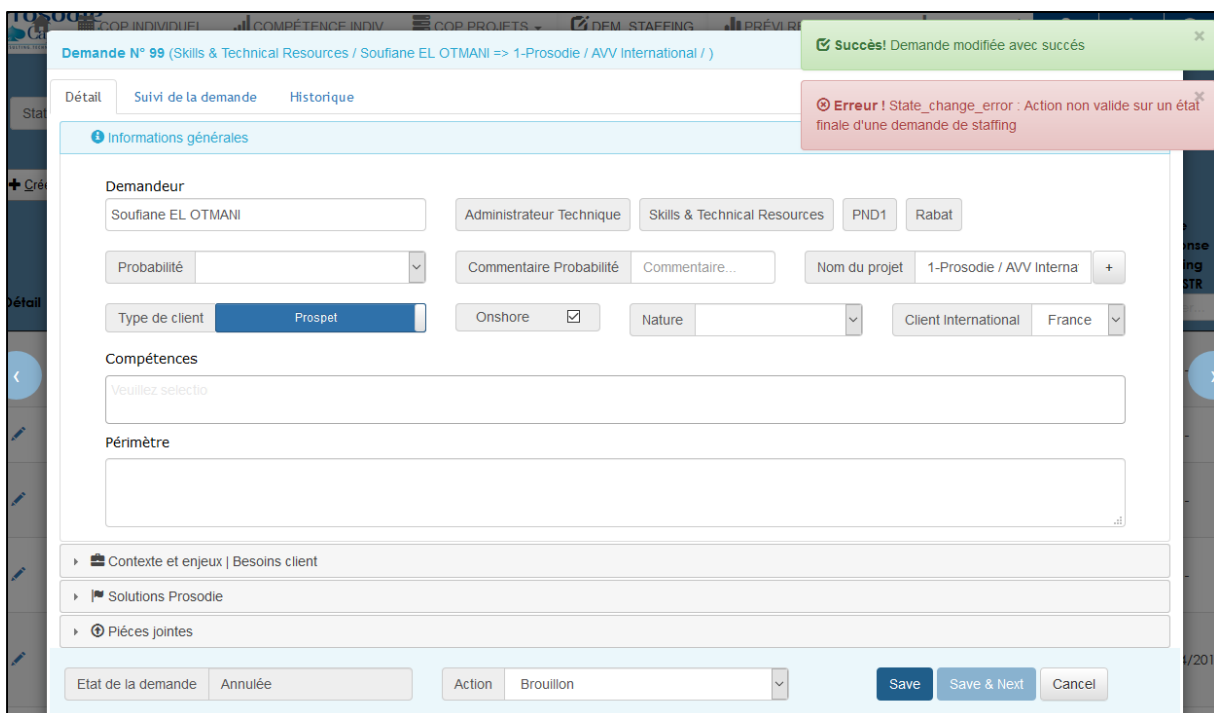 COP INDIVIDUEL COMPÉTENCE INDIV COP PROJETS DEM. STAFFING
Demande N° 99 (Skills & Technical Resources / Soufiane EL OTMANI => 1-Prosodie / AVV International / )
Succès! Demande modifiée avec succés
×
Erreur ! State_change_error : Action non valide sur un état
finale d'une demande de staffing
×
Détail Suivi de la demande Historique
Informations générales
Demandeur
Soufiane EL OTMANI Administrateur Technique Skills & Technical Resources PND1 Rabat
Probabilité Commentaire Probabilité Commentaire... Nom du projet 1-Prosodie / AVV Interna +
Type de client Prospet Onshore Nature Client International France
Compétences
Veuillez selectio
Périmètre
Contexte et enjeux | Besoins client
Solutions Prosodie
Piéces jointes
Etat de la demande Annulée Action Brouillon Save Save & Next Cancel